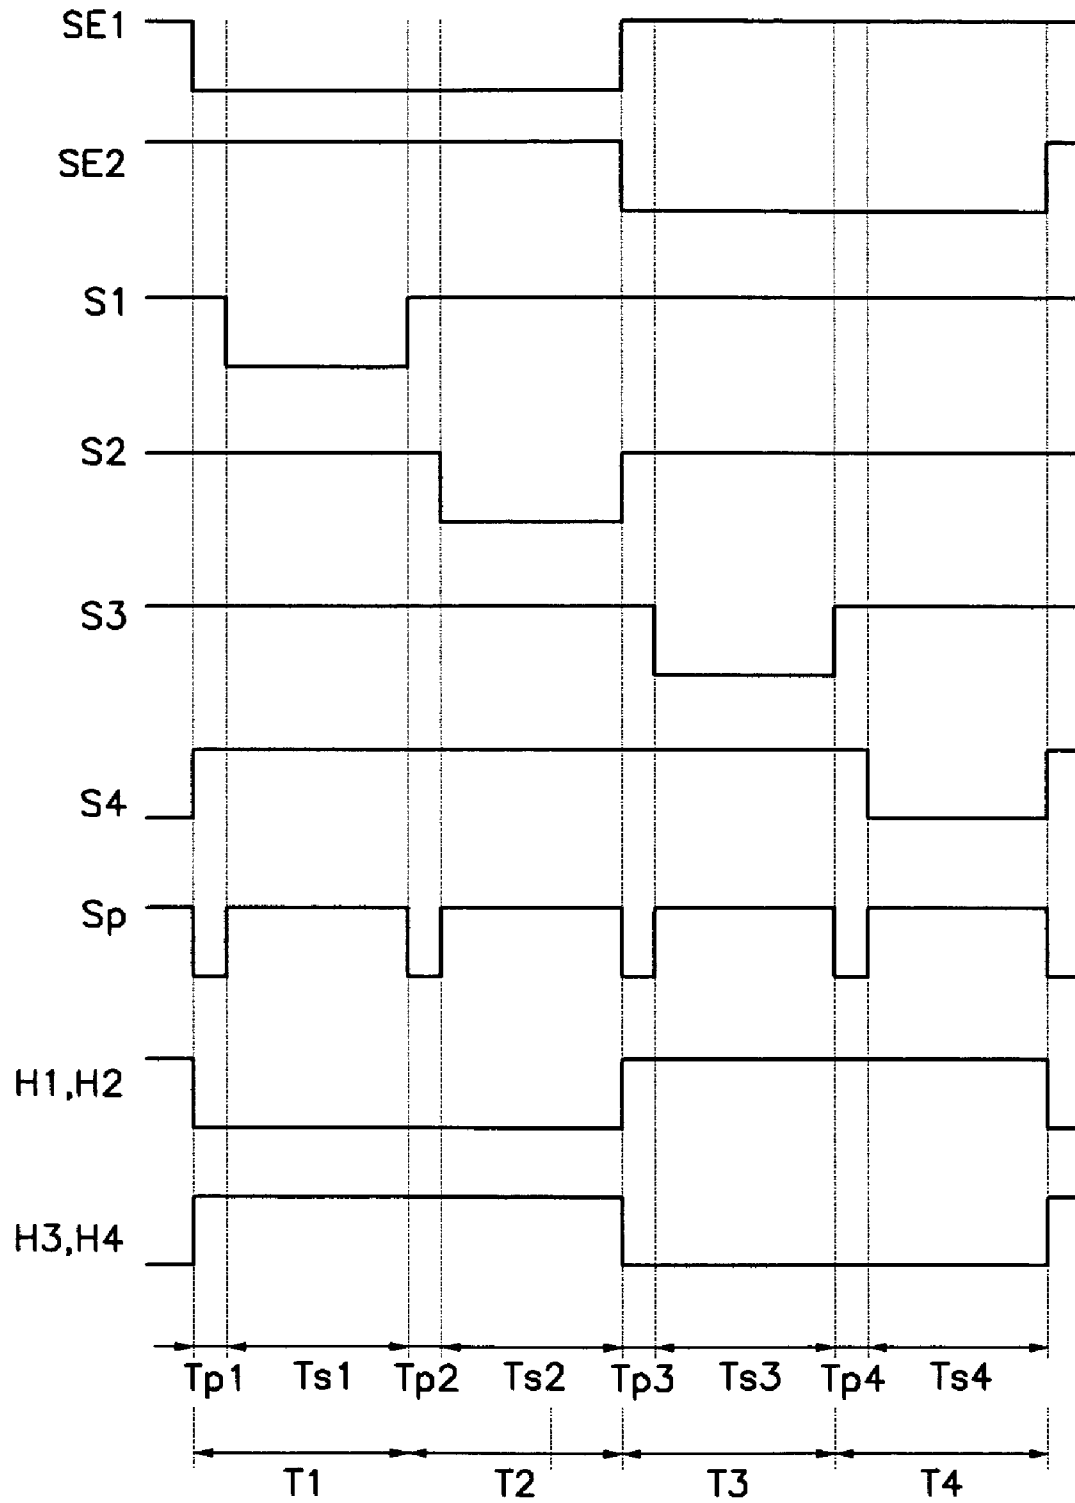 SE1
SE2
S1
S2
S3
S4
Sp
H1,H2
H3,H4
Tp1 Ts1 Tp2 Ts2 Tp3 Ts3 Tp4 Ts4
T1 T2 T3 T4